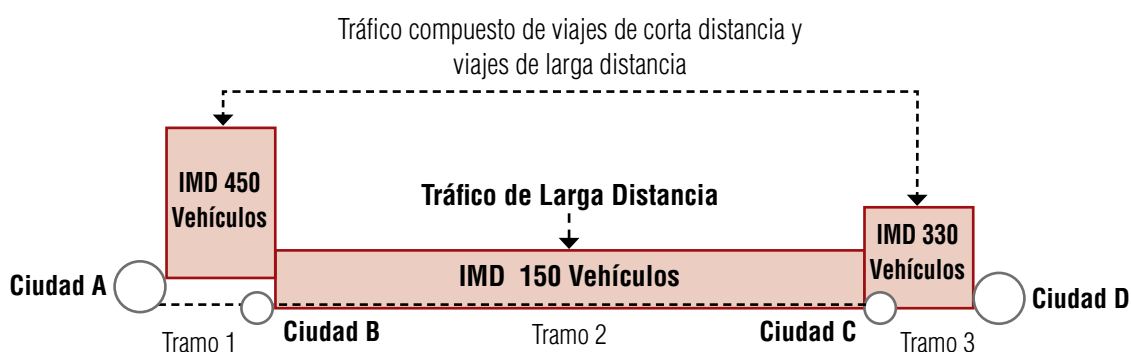 Tráfico compuesto de viajes de corta distancia y
viajes de larga distancia
IMD 450
Vehículos
Tráfico de Larga Distancia
IMD 330
Vehículos
IMD 150 Vehículos
Ciudad A
Ciudad D
Ciudad B
Ciudad C
Tramo 1
Tramo 2
Tramo 3